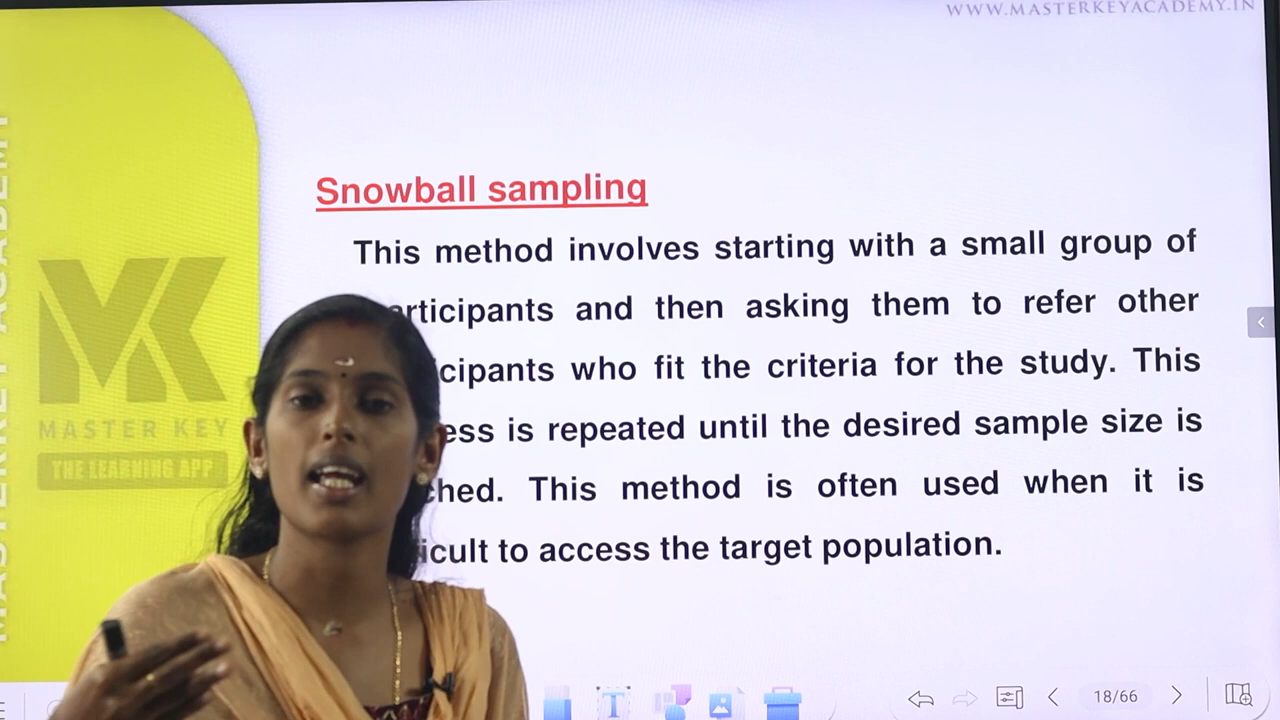 WWW.MASTERKEYACADEMY.IN
MASTERKEY ACADEMY
MASTER KEY
THE LEARNING APP
Snowball sampling
This method involves starting with a small group of
articipants and then asking them to refer other
cipants who fit the criteria for the study. This
ess is repeated until the desired sample size is
ched. This method is often used when it is
icult to access the target population.
18/66